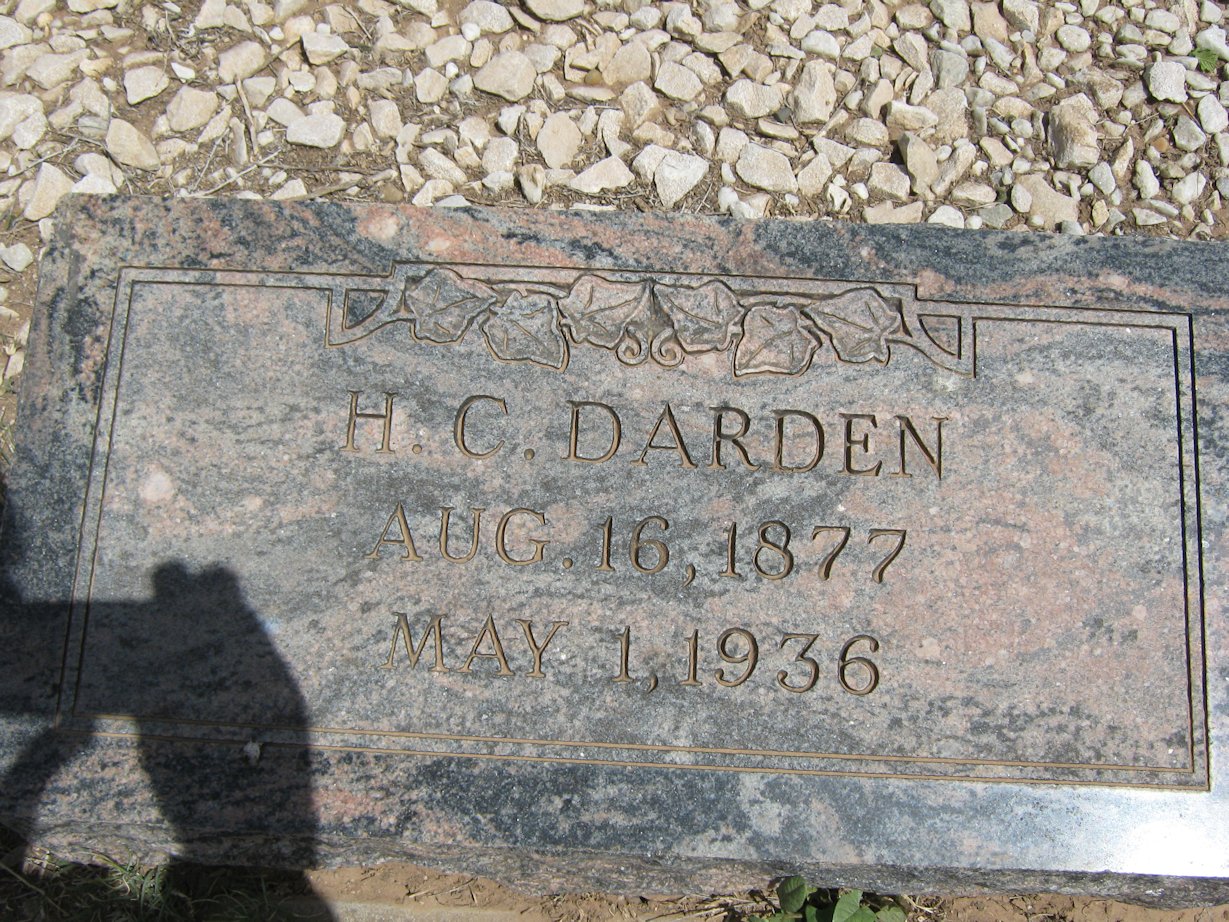 H. C. DARDEN
AUG. 16, 1877
MAY 1, 1936